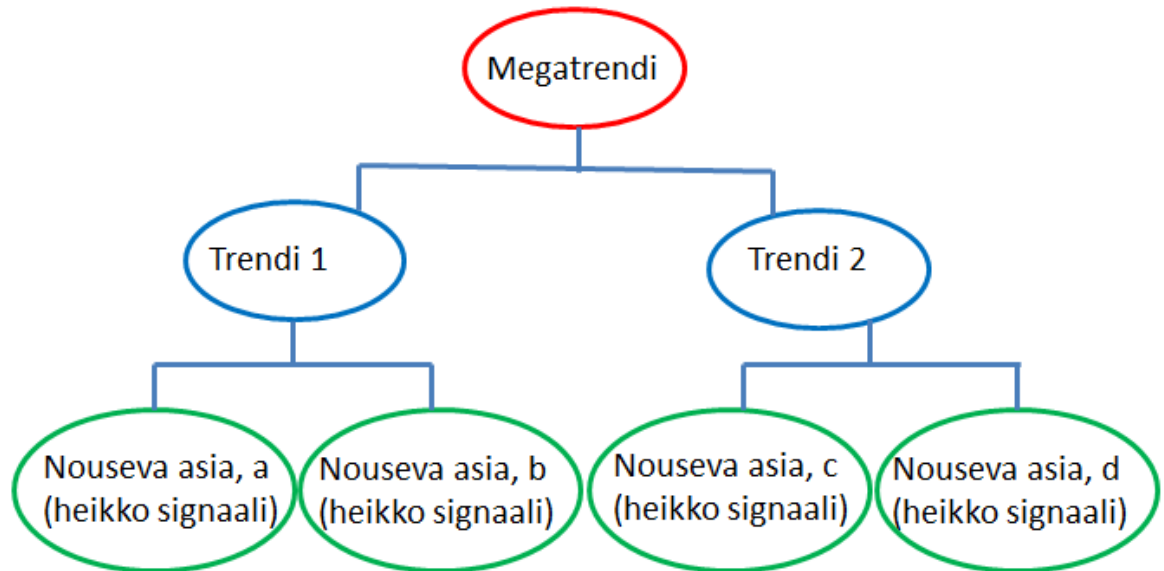 Megatrendi
Trendi 1
Trendi 2
Nouseva asia, a
(heikko signaali)
Nouseva asia, b
(heikko signaali)
Nouseva asia, c
(heikko signaali)
Nouseva asia, d
(heikko signaali)